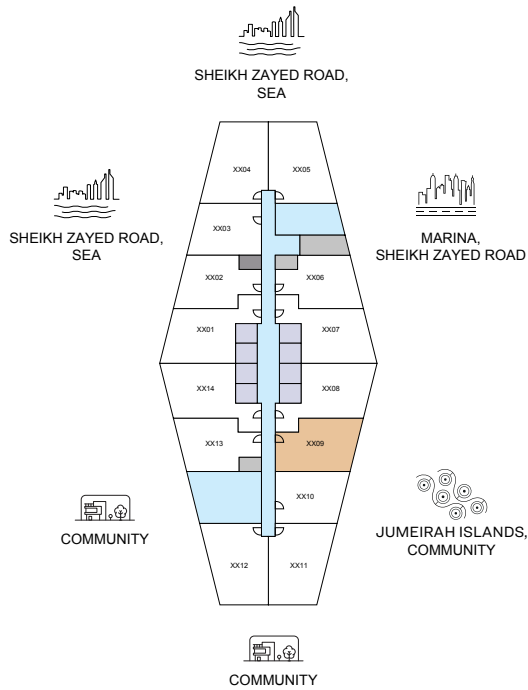 SHEIKH ZAYED ROAD,
SEA
XX04
XX05
SHEIKH ZAYED ROAD,
SEA
XX03
MARINA,
SHEIKH ZAYED ROAD
XX02
XX06
XX01
XX07
XX14
XX08
XX13
XX09
XX10
COMMUNITY
JUMEIRAH ISLANDS,
COMMUNITY
XX12
XX11
COMMUNITY